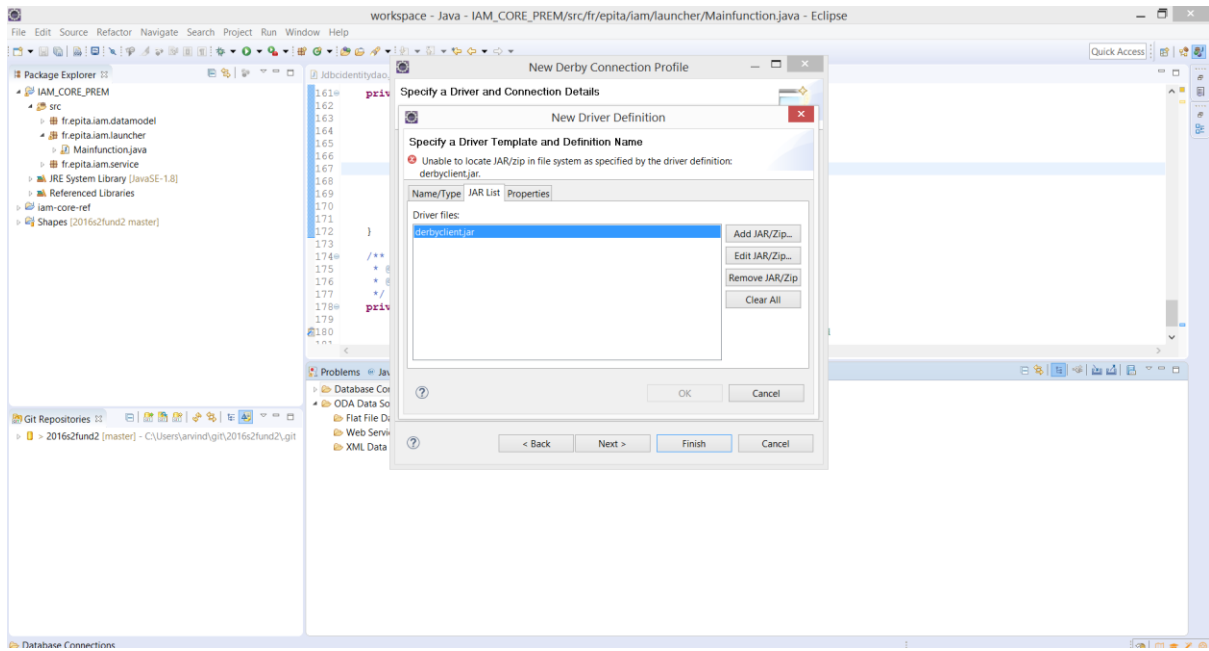 workspace - Java - IAM_CORE_PREM/src/fr/epita/iam/launcher/Mainfunction.java - Eclipse
File Edit Source Refactor Navigate Search Project Run Window Help
Quick Access
Package Explorer
IAM_CORE_PREM
src
fr.epita.iam.datamodel
fr.epita.iam.launcher
Mainfunction.java
fr.epita.iam.service
JRE System Library [JavaSE-1.8]
Referenced Libraries
iam-core-ref
Shapes [2016s2fund2 master]
Git Repositories
> 2016s2fund2 [master] - C:\Users\arvind\git\2016s2fund2\.git
Jdbcidentitydao.
161 priv
162
163
164
165
166
167
168
169
170
171
172 }
173
174 /**
175 *
176 *
177 */
178 priv
179
180
181
Problems Jav
Database Cor
ODA Data So
Flat File Da
Web Servi
XML Data
New Derby Connection Profile
Specify a Driver and Connection Details
New Driver Definition
Specify a Driver Template and Definition Name
Unable to locate JAR/zip in file system as specified by the driver definition:
derbyclient.jar.
Name/Type JAR List Properties
Driver files:
derbyclient.jar
Add JAR/Zip...
Edit JAR/Zip...
Remove JAR/Zip
Clear All
OK Cancel
< Back Next > Finish Cancel
Database Connections